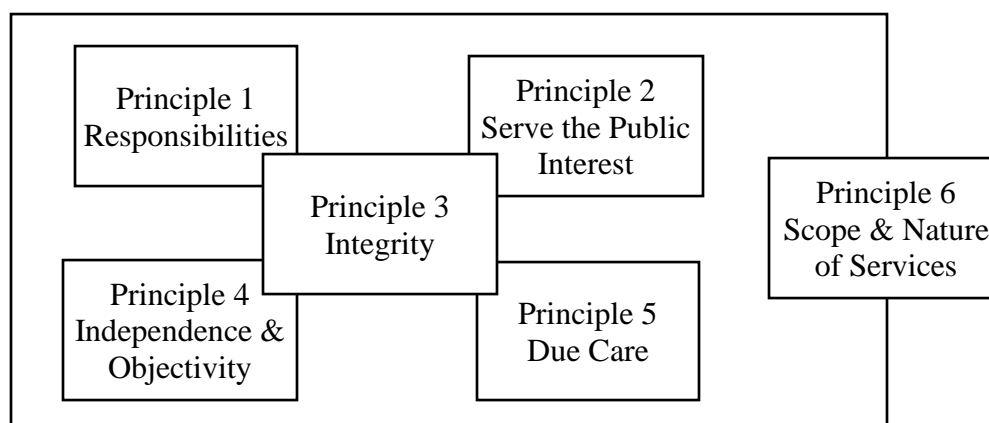 Principle 1
Responsibilities
Principle 2
Serve the Public
Interest
Principle 3
Integrity
Principle 4
Independence &
Objectivity
Principle 5
Due Care
Principle 6
Scope & Nature
of Services